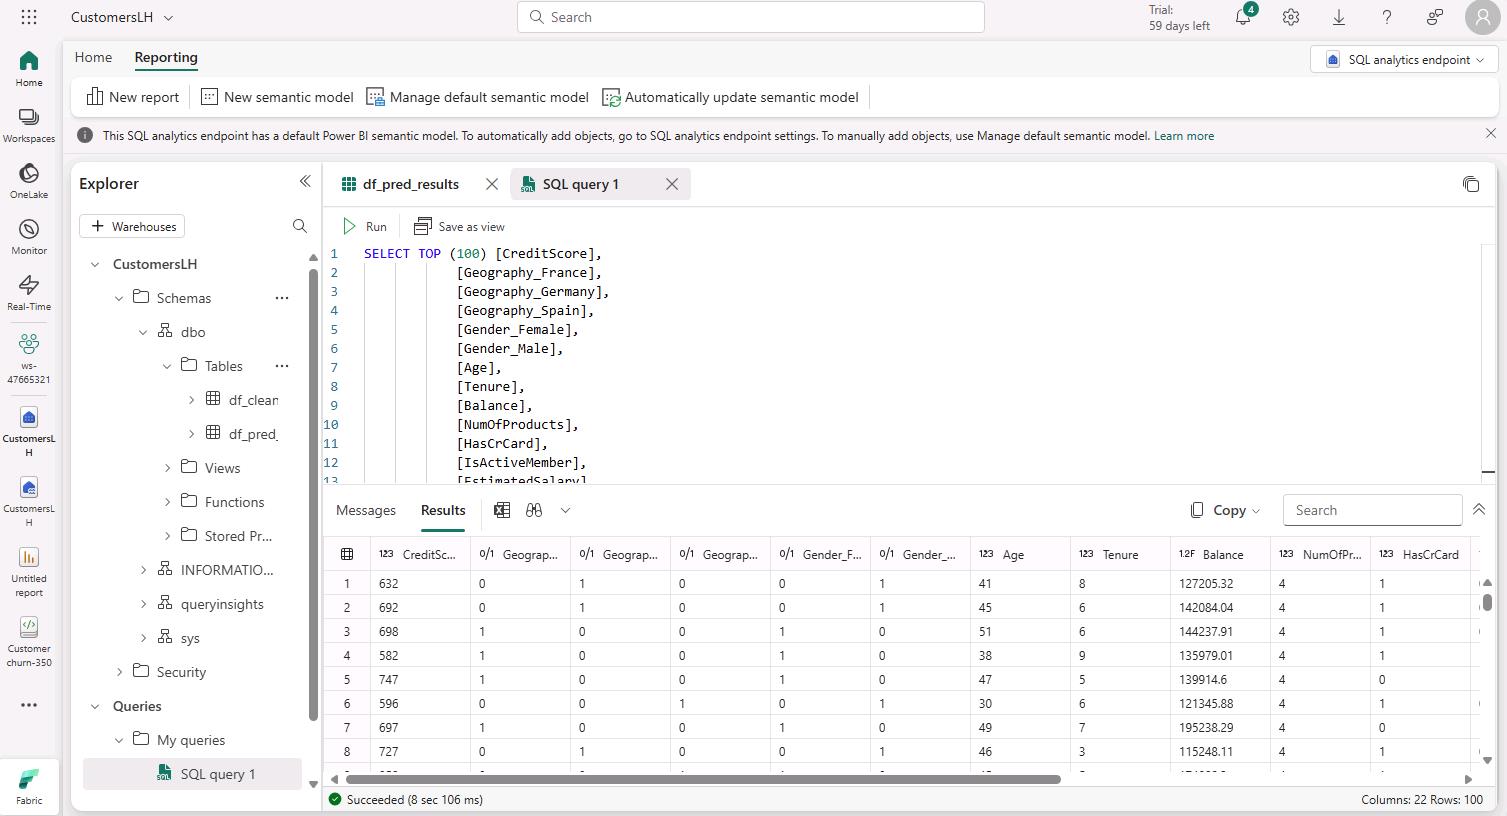 CustomersLH
Search
Trial:
59 days left
4
Home
Reporting
SQL analytics endpoint
New report
New semantic model
Manage default semantic model
Automatically update semantic model
This SQL analytics endpoint has a default Power BI semantic model. To automatically add objects, go to SQL analytics endpoint settings. To manually add objects, use Manage default semantic model. Learn more
Home
Workspaces
OneLake
Monitor
Real-Time
ws-
47665321
CustomersL
H
CustomersL
H
Untitled
report
Customer
churn-350
Fabric
Explorer
+ Warehouses
CustomersLH
Schemas
dbo
Tables
df_clean
df_pred_
Views
Functions
Stored Pr...
INFORMATIO...
queryinsights
sys
Security
Queries
My queries
SQL query 1
df_pred_results
SQL query 1
Run
Save as view
1 SELECT TOP (100) [CreditScore],
2 [Geography_France],
3 [Geography_Germany],
4 [Geography_Spain],
5 [Gender_Female],
6 [Gender_Male],
7 [Age],
8 [Tenure],
9 [Balance],
10 [NumOfProducts],
11 [HasCrCard],
12 [IsActiveMember],
13 [EstimatedSalary]
Messages
Results
Copy
Search
123 CreditSc... 0/1 Geograp... 0/1 Geograp... 0/1 Geograp... 0/1 Gender_F... 0/1 Gender_... 123 Age 123 Tenure 1.2F Balance 123 NumOfPr... 123 HasCrCard
1 632 0 1 0 0 1 41 8 127205.32 4 1
2 692 0 1 0 0 1 45 6 142084.04 4 1
3 698 1 0 0 1 0 51 6 144237.91 4 1
4 582 1 0 0 1 0 38 9 135979.01 4 1
5 747 1 0 0 1 0 47 5 139914.6 4 0
6 596 0 0 1 0 1 30 6 121345.88 4 1
7 697 1 0 0 1 0 49 7 195238.29 4 0
8 727 0 1 0 0 1 46 3 115248.11 4 1
Succeeded (8 sec 106 ms)
Columns: 22 Rows: 100